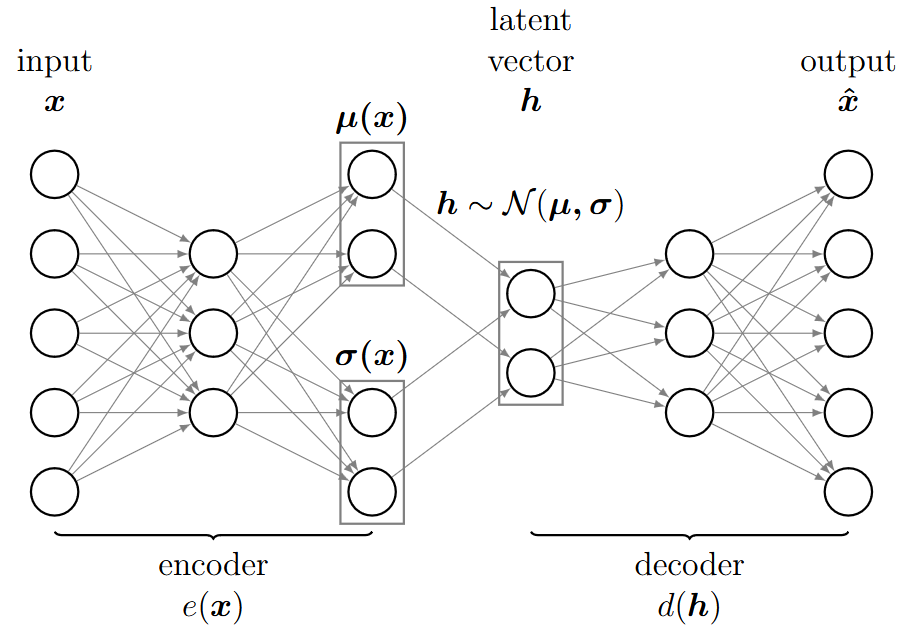 input
x
μ(x)
σ(x)
latent
vector
h
h ∼ 𝒩(μ, σ)
output
x̂
encoder
e(x)
decoder
d(h)